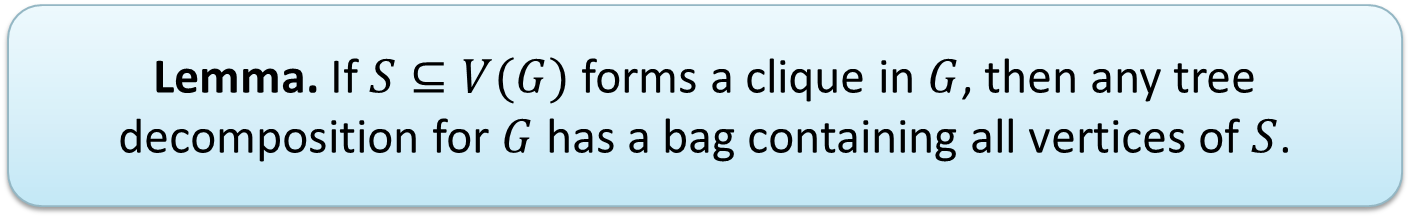 Lemma. If 𝑆 ⊆ 𝑉(𝐺) forms a clique in 𝐺, then any tree
decomposition for 𝐺 has a bag containing all vertices of 𝑆.